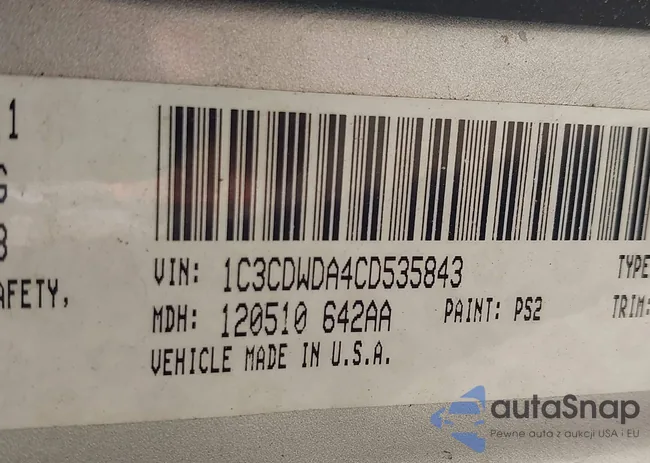 1
G
8
AFETY,
VIN: 1C3CDWDA4CD535843
TYPE
MDH: 120510 642AA
PAINT: PS2
TRIM:
VEHICLE MADE IN U.S.A.
autaSnap
Pewne auta z aukcji USA i EU